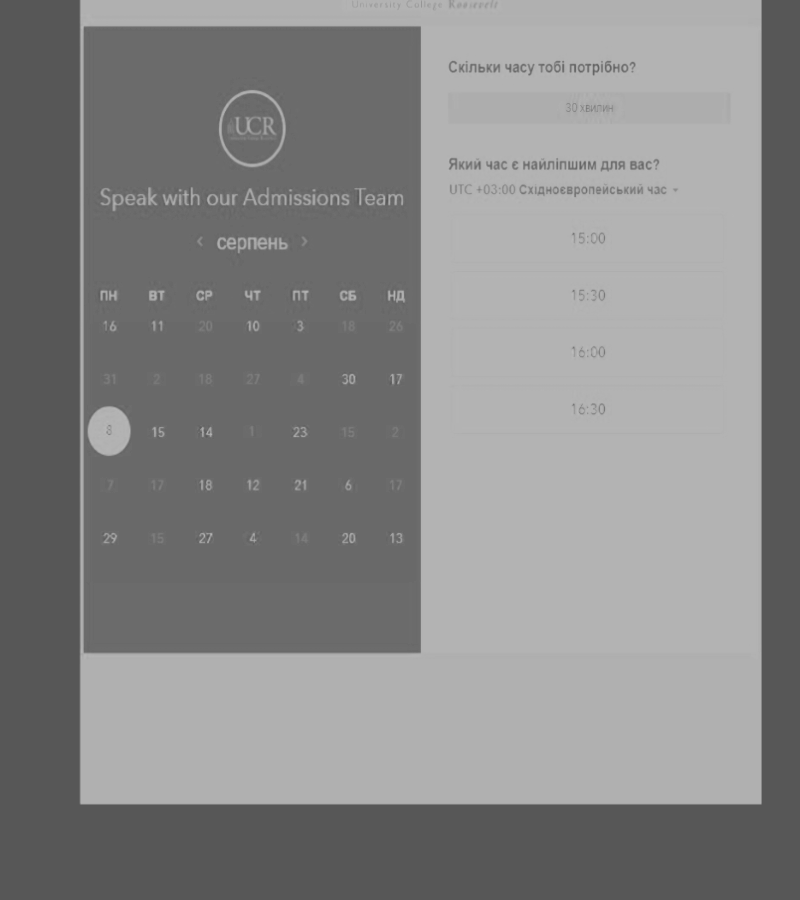 University College Roosevelt
UCR
Speak with our Admissions Team
‹ серпень ›
ПН ВТ СР ЧТ ПТ СБ НД
16 11 20 10 3 18 26
31 2 18 27 4 30 17
8 15 14 1 23 15 2
7 17 18 12 21 6 17
29 15 27 4 14 20 13
Скільки часу тобі потрібно?
30 хвилин
Який час є найліпшим для вас?
UTC +03:00 Східноєвропейський час
15:00
15:30
16:00
16:30